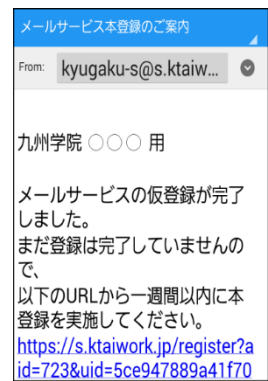 メールサービス本登録のご案内
From: kyugaku-s@s.ktaiw...
九州学院 ○○○ 用
メールサービスの仮登録が完了
しました。
まだ登録は完了していませんの
で、
以下のURLから一週間以内に本
登録を実施してください。
https://s.ktaiwork.jp/register?a
id=723&uid=5ce947889a41f70